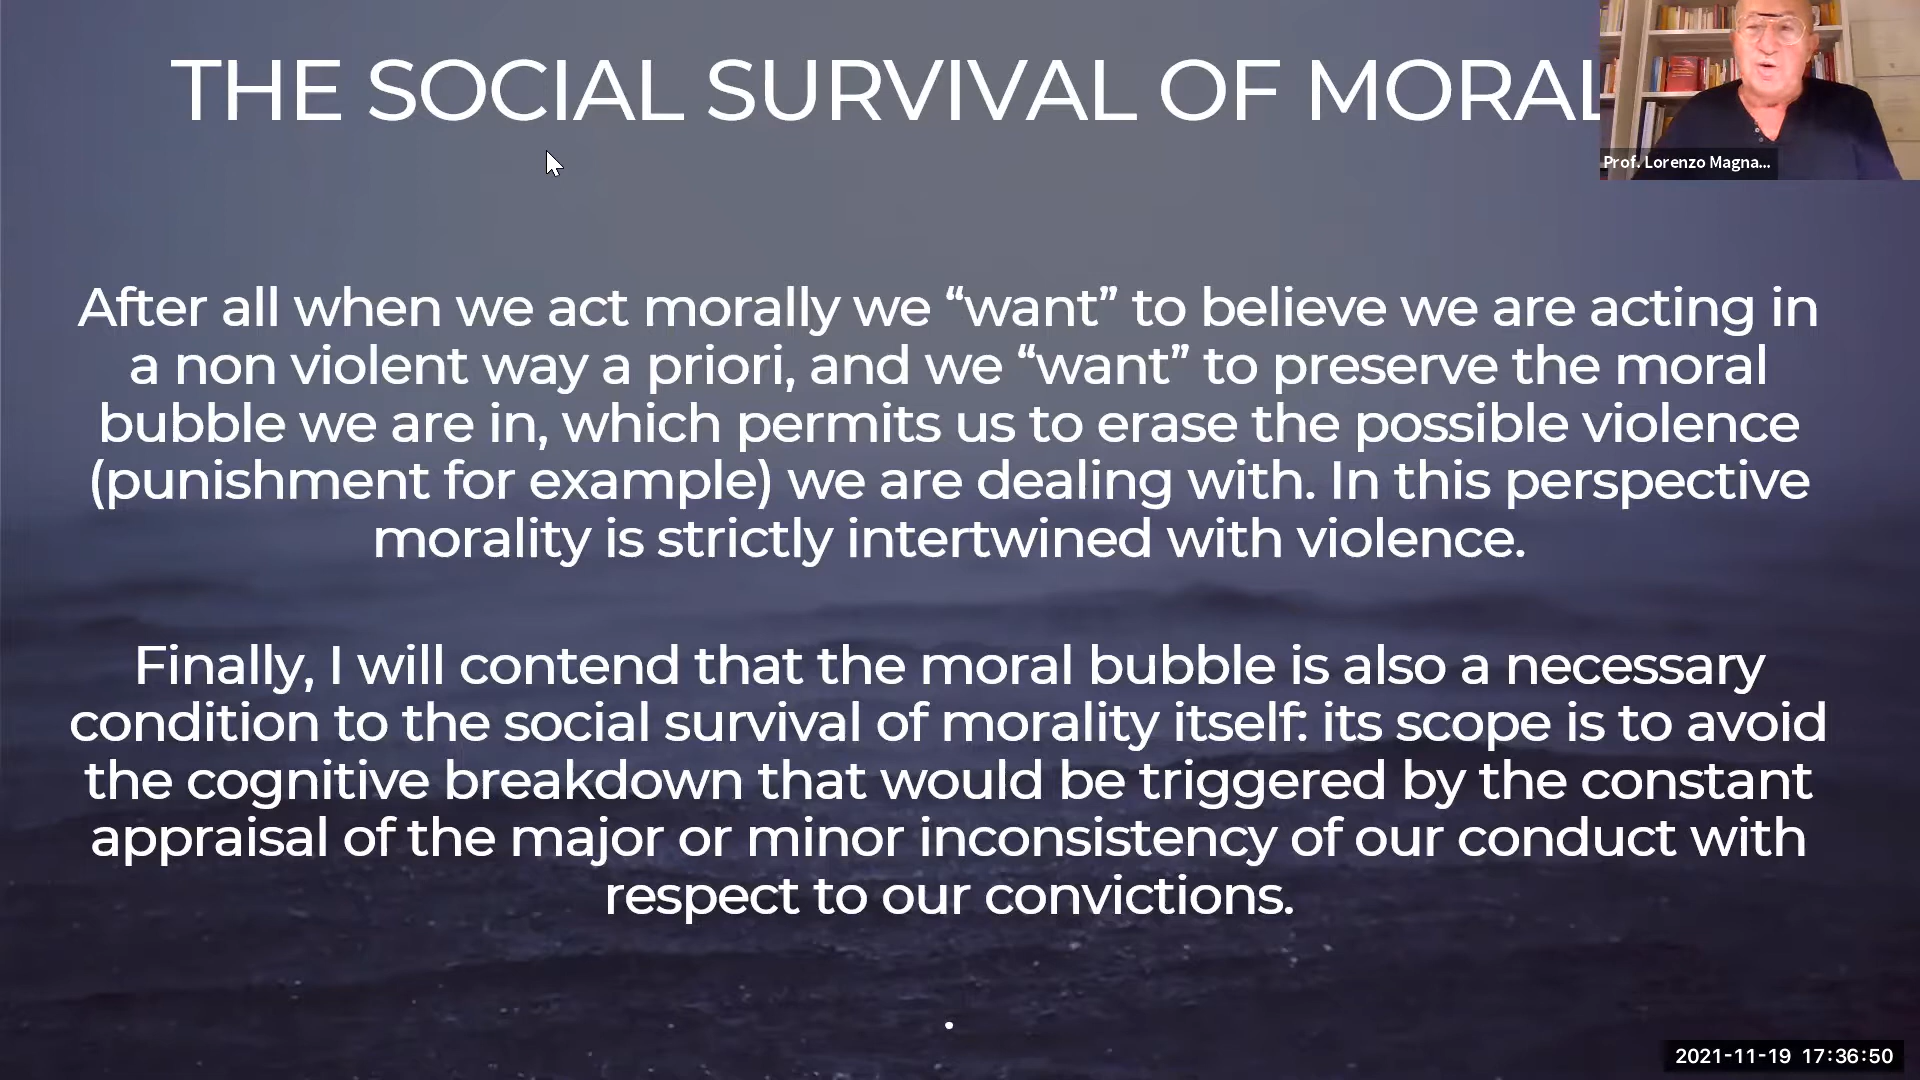 THE SOCIAL SURVIVAL OF MORAL
Prof. Lorenzo Magna...
After all when we act morally we “want” to believe we are acting in
a non violent way a priori, and we “want” to preserve the moral
bubble we are in, which permits us to erase the possible violence
(punishment for example) we are dealing with. In this perspective
morality is strictly intertwined with violence.
Finally, I will contend that the moral bubble is also a necessary
condition to the social survival of morality itself: its scope is to avoid
the cognitive breakdown that would be triggered by the constant
appraisal of the major or minor inconsistency of our conduct with
respect to our convictions.
.
2021-11-19 17:36:50